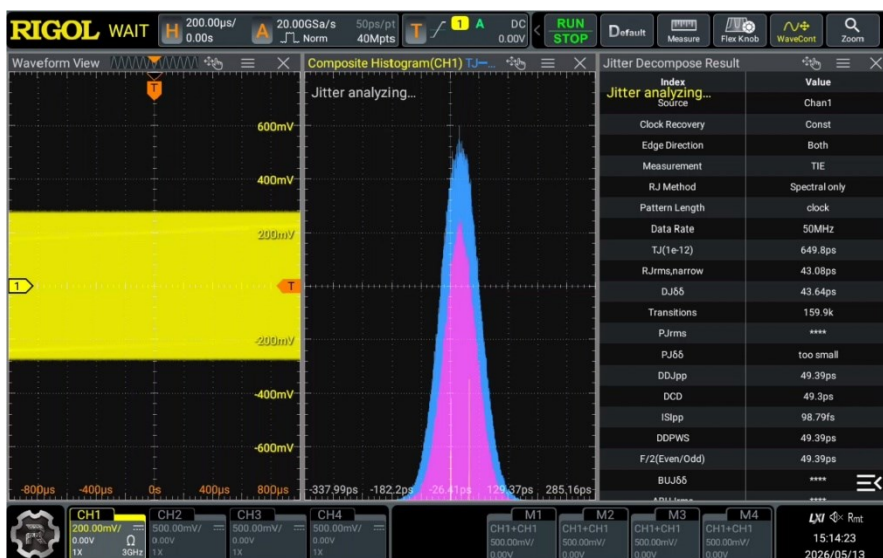 RIGOL WAIT H 200.00μs/ 0.00s A 20.00GSa/s Norm 50ps/pt 40Mpts T 1 A DC 0.00V RUN STOP Default Measure Flex Knob WaveCont Zoom
Waveform View
T
600mV
400mV
200mV
1
T
-200mV
-400mV
-600mV
-800μs -400μs 0s 400μs 800μs
Composite Histogram(CH1) TJ
Jitter analyzing...
-337.99ps -182.2ps -26.41ps 129.37ps 285.16ps
Jitter Decompose Result
Index Value
Jitter analyzing...
Source Chan1
Clock Recovery Const
Edge Direction Both
Measurement TIE
RJ Method Spectral only
Pattern Length clock
Data Rate 50MHz
TJ(1e-12) 649.8ps
RJrms,narrow 43.08ps
DJδδ 43.64ps
Transitions 159.9k
PJrms ****
PJδδ too small
DDJpp 49.39ps
DCD 49.3ps
ISIpp 98.79fs
DDPWS 49.39ps
F/2(Even/Odd) 49.39ps
BUJδδ ****
****
CH1 CH2 CH3 CH4 M1 M2 M3 M4
200.00mV/ 500.00mV/ 500.00mV/ 500.00mV/ CH1+CH1 CH1+CH1 CH1+CH1 CH1+CH1
0.00V Ω 0.00V 0.00V 0.00V 500.00mV/ 500.00mV/ 500.00mV/ 500.00mV/
1X 3GHz 1X 1X 1X 0.00V 0.00V 0.00V 0.00V
LXI Rmt
15:14:23
2026/05/13